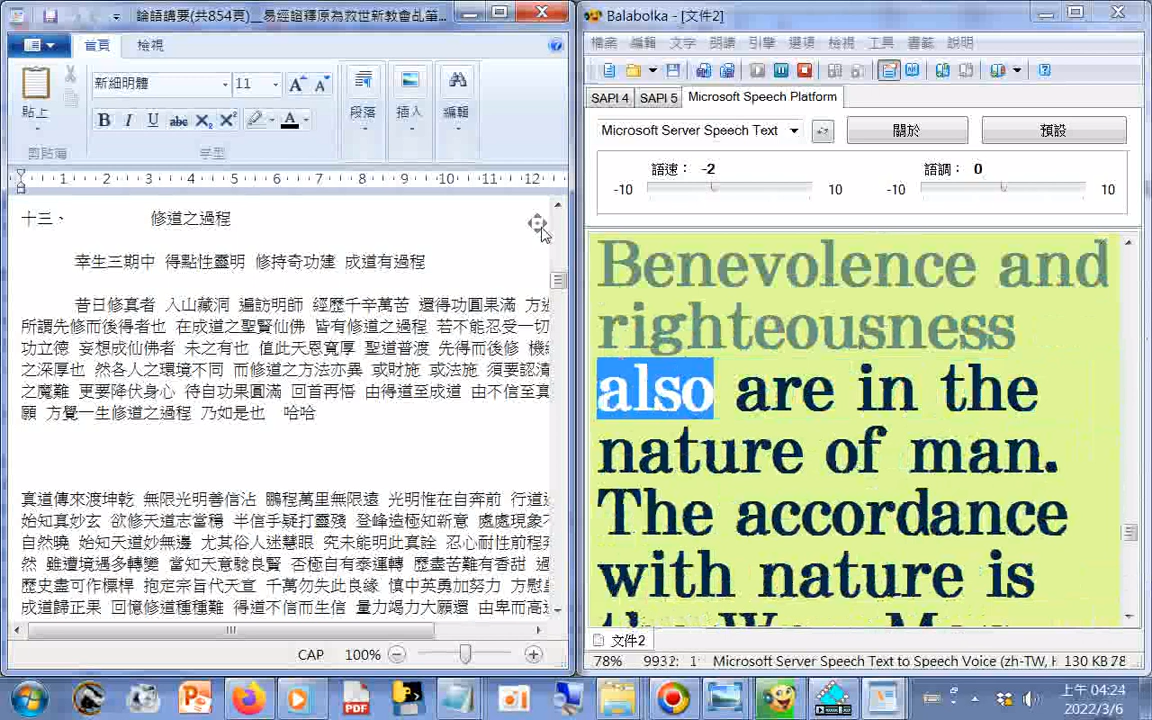 論語講要(共854頁)__易經證釋原為救世新教會乩筆...
首頁
檢視
新細明體
11
貼上
段落
插入
編輯
剪貼簿
字型
1 2 3 4 5 6 7 8 9 10 11 12
十三、 修道之過程
幸生三期中 得點性靈明 修持奇功建 成道有過程
昔日修真者 入山藏洞 遍訪明師 經歷千辛萬苦 還得功圓果滿 方
所謂先修而後得者也 在成道之聖賢仙佛 皆有修道之過程 若不能忍受一切
功立德 妄想成仙佛者 未之有也 值此天恩寬厚 聖道普渡 先得而後修 機
之深厚也 然各人之環境不同 而修道之方法亦異 或財施 或法施 須要認清
之魔難 更要降伏身心 待自功果圓滿 回首再悟 由得道至成道 由不信至真
願 方覺一生修道之過程 乃如是也 哈哈
真道傳來渡坤乾 無限光明善信沾 鵬程萬里無限遠 光明惟在自奔前 行道
始知真妙玄 欲修天道志當穩 半信乎疑打靈殘 登峰造極知新意 處處現象
自然曉 始知天道妙無邊 尤其俗人迷慧眼 究未能明此真詮 忍心耐性前程
然 雖遭境遇多轉變 當知天意驗良賢 否極自有泰運轉 歷盡苦難有香甜
歷史盡可作標桿 抱定宗旨代天宣 千萬勿失此良緣 慎中英勇加努力 方慰
成道歸正果 回憶修道種種難 得道不信而生信 量力竭力大願還 由卑而高
CAP 100%
Balabolka - [文件2]
檔案 編輯 文字 朗讀 引擎 選項 檢視 工具 書籤 說明
SAPI 4 SAPI 5 Microsoft Speech Platform
Microsoft Server Speech Text
關於
預設
語速： -2
語調： 0
-10 10 -10 10
Benevolence and
righteousness
also are in the
nature of man.
The accordance
with nature is
文件2
78% 9932: 1 Microsoft Server Speech Text to Speech Voice (zh-TW, H 130 KB 78
上午 04:24
2022/3/6